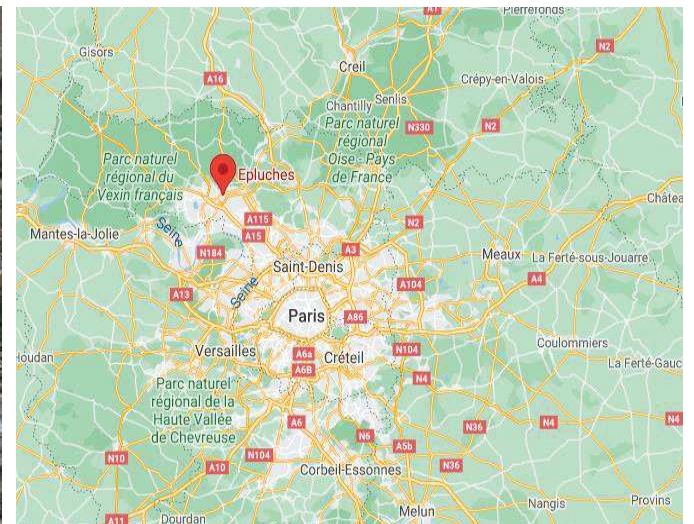 Pierrefonds
A1
Gisors
N2
Creil
A16
Crépy-en-Valois
Chantilly
Senlis
N330
N2
Parc naturel
régional
Oise - Pays
de France
Parc naturel
régional du
Vexin français
Epluches
Châtea
A115
N2
Mantes-la-Jolie
Seine
A15
N184
A3
Meaux
La Ferté-sous-Jouarre
Saint-Denis
A4
A104
Seine
A13
Paris
A86
Coulommiers
Houdan
Versailles
A6a
Créteil
N104
La Ferté-Gauc
A6B
N4
Parc naturel
régional de la
Haute Vallée
de Chevreuse
A6
N4
N4
N36
N6
A5b
N10
N104
A10
Corbeil-Essonnes
N36
Nangis
Provins
Melun
A11
Dourdan